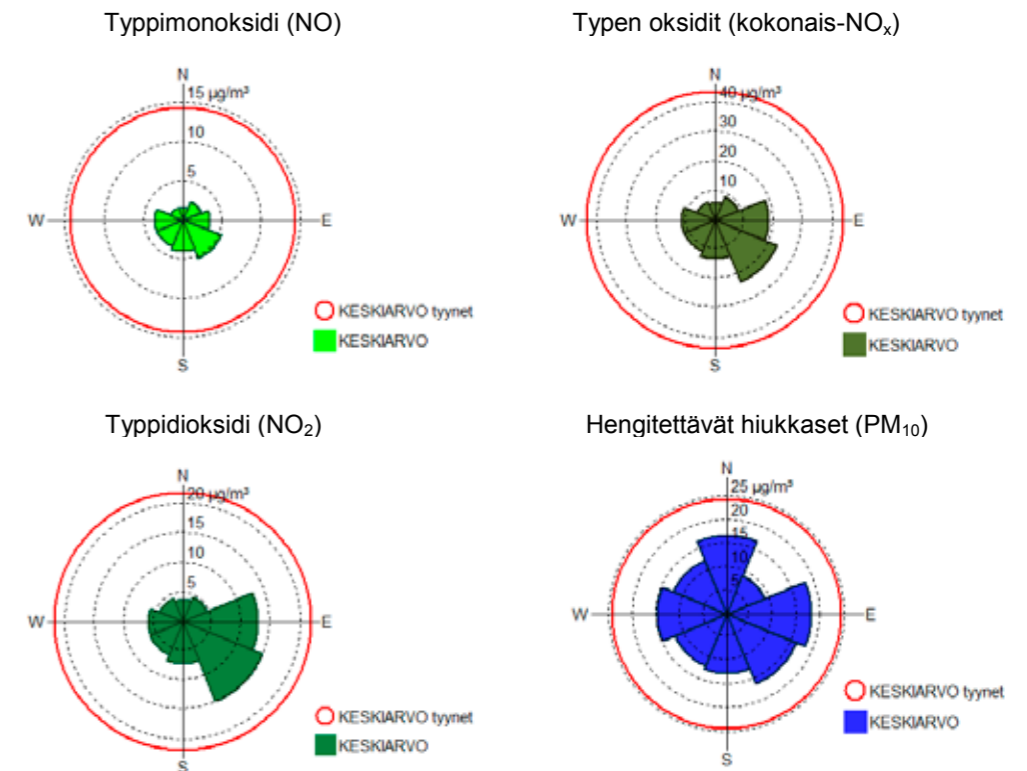 Typpimonoksidi (NO)
N
15 µg/m³
10
5
W
E
S
KESKIARVO tyynet
KESKIARVO
Typen oksidit (kokonais-NOx)
N
40 µg/m³
30
20
10
W
E
S
KESKIARVO tyynet
KESKIARVO
Typpidioksidi (NO2)
N
20 µg/m³
15
10
5
W
E
S
KESKIARVO tyynet
KESKIARVO
Hengitettävät hiukkaset (PM10)
N
25 µg/m³
20
15
10
5
W
E
S
KESKIARVO tyynet
KESKIARVO